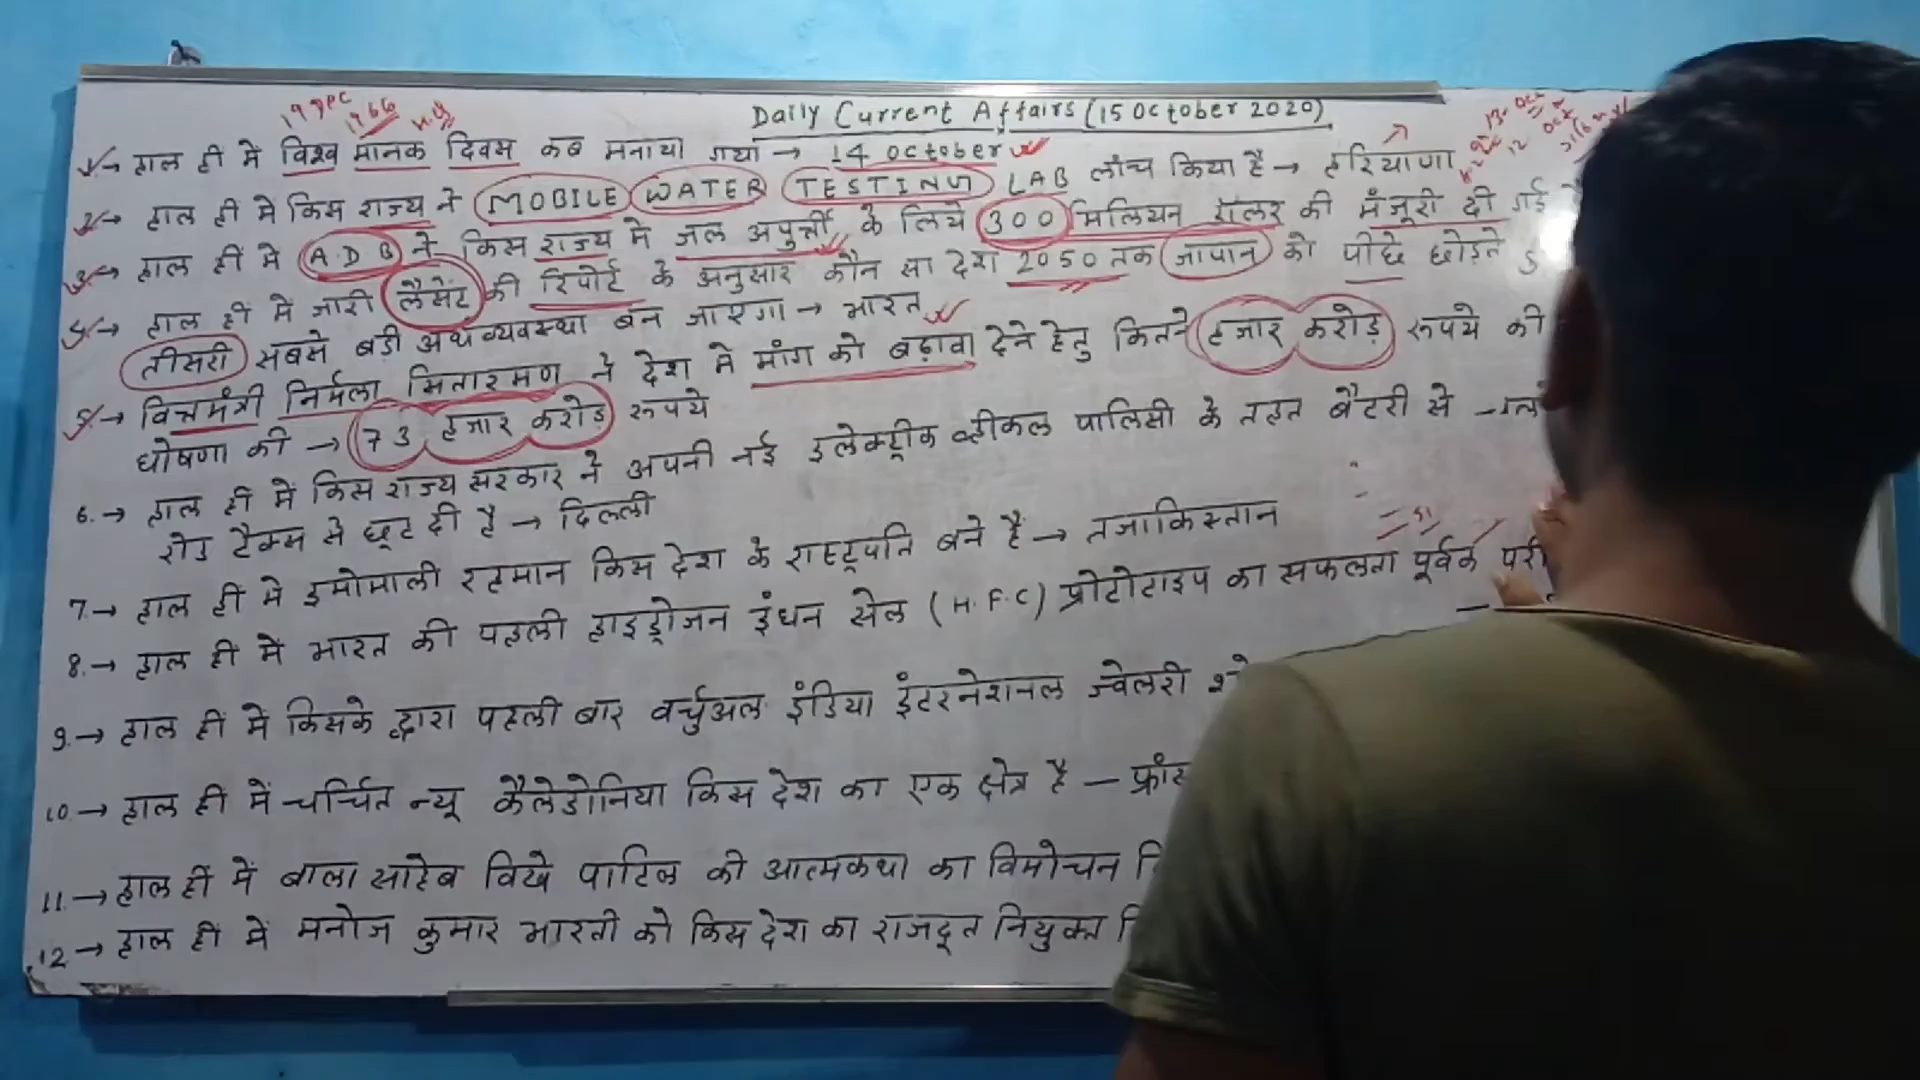 Daily Current Affairs (15 October 2020)
19 Dec
1966
1 → हाल ही में विश्व मानक दिवस कब मनाया गया → 14 october
2 → हाल ही में किस राज्य ने MOBILE WATER TESTING LAB लॉच किया है → हरियाणा
3 → हाल हीं में A.D.B ने किस राज्य में जल अपुर्ती के लिये 300 मिलियन डॉलर की मंजूरी दी गई
4 → हाल हीं में जारी लैसेंट की रिपोर्ट के अनुसार कौन सा देश 2050 तक जापान को पीछे छोड़ते
तीसरी सबसे बड़ी अर्थव्यवस्था बन जाएगा → भारत
5 → वित्तमंत्री निर्मला सितारमण ने देश में मांग को बढ़ावा देने हेतु कितने हजार करोड़ रूपये की
घोषणा की → 73 हजार करोड़ रूपये
6. → हाल हीं में किस राज्य सरकार ने अपनी नई इलेक्ट्रीक व्हीकल पालिसी के तहत बैटरी से
रोड टैक्स से छूट दी है → दिल्ली
7 → हाल हीं में इमोमाली रहमान किस देश के राष्ट्रपति बने हैं → तजाकिस्तान
8. → हाल हीं में भारत की पहली हाइड्रोजन इंधन सेल (H.F.C) प्रोटोटाइप का सफलता पूर्वक परी
9. → हाल हीं में किसके द्वारा पहली बार वर्चुअल इंडिया इंटरनेशनल ज्वेलरी
10. → हाल हीं में चर्चित न्यू कैलेडोनिया किस देश का एक क्षेत्र है – फ्रांस
11. → हाल हीं में बाला साहेब विखे पाटिल की आत्मकथा का विमोचन
12 → हाल हीं में मनोज कुमार भारती को किस देश का राजदूत नियुक्त